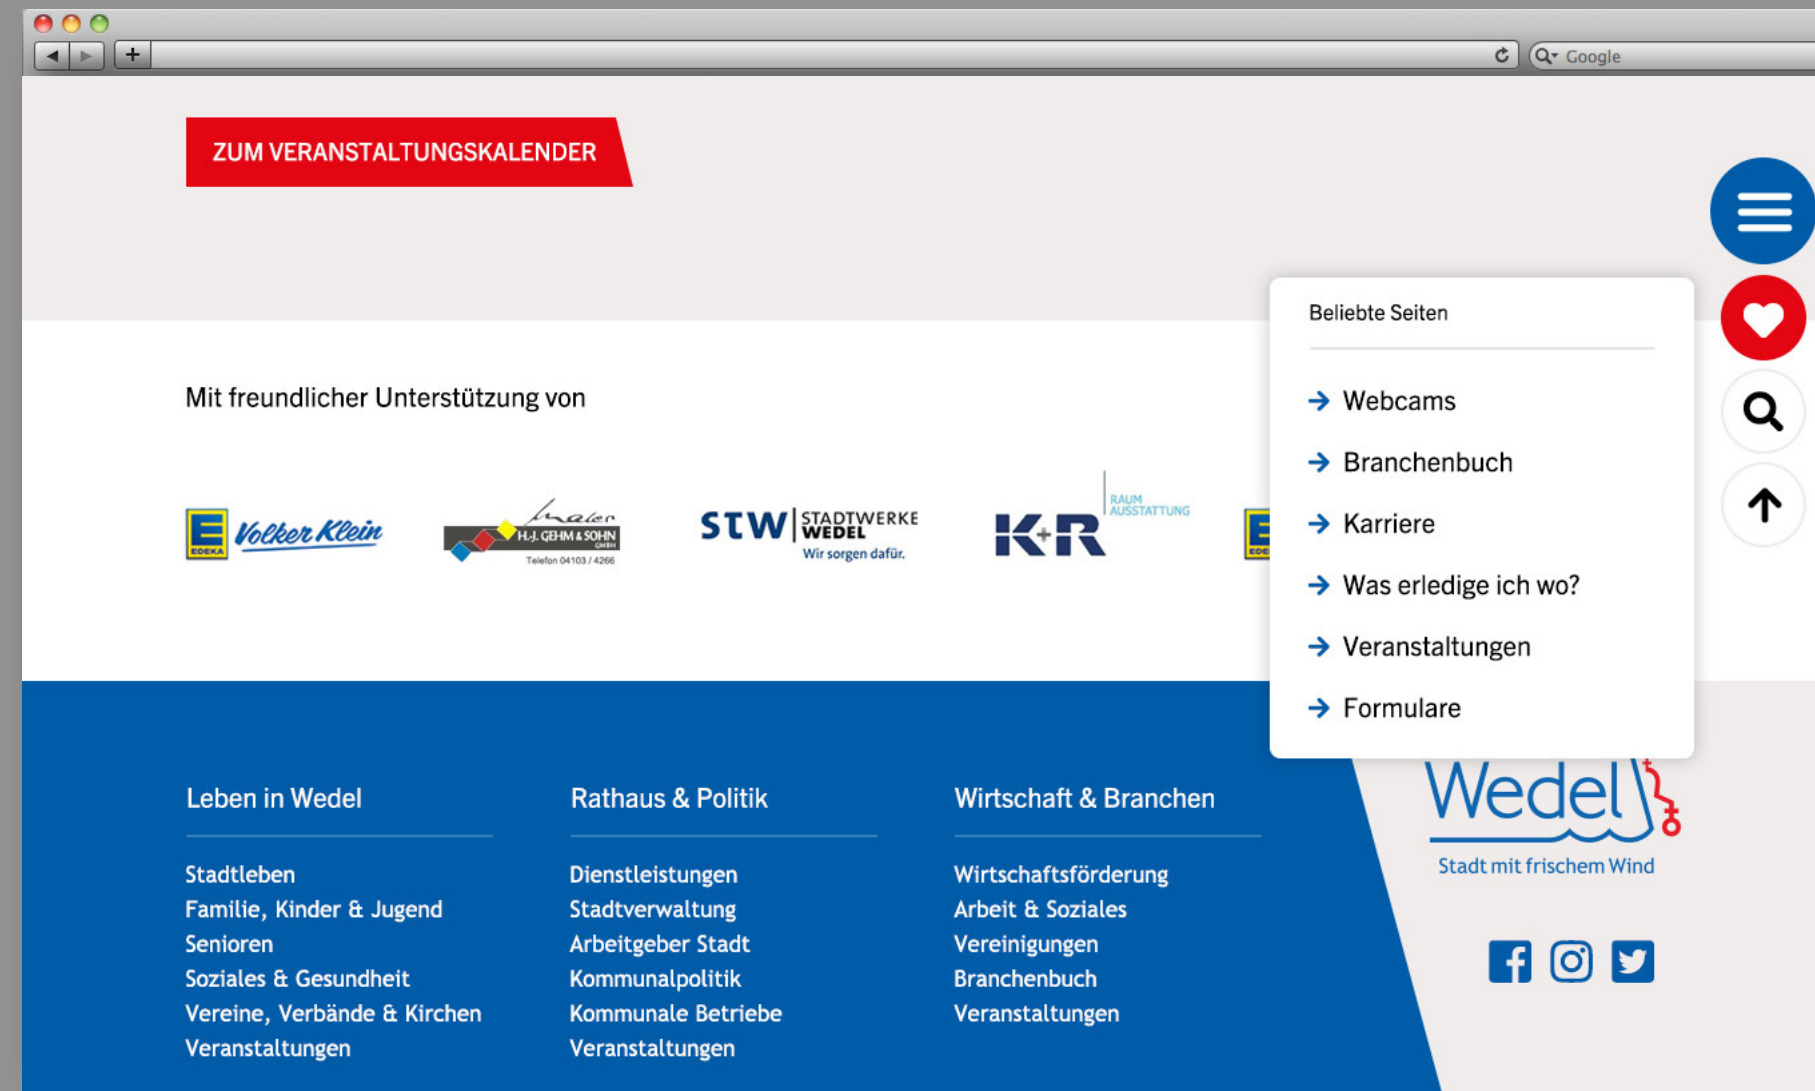 Google
ZUM VERANSTALTUNGSKALENDER
Beliebte Seiten
Webcams
Branchenbuch
Karriere
Was erledige ich wo?
Veranstaltungen
Formulare
Mit freundlicher Unterstützung von
EDEKA
Volker Klein
Maler
H.-J. GEHM & SOHN
GMBH
Telefon 04103 / 4266
STW STADTWERKE
WEDEL
Wir sorgen dafür.
K+R
RAUM
AUSSTATTUNG
Leben in Wedel
Stadtleben
Familie, Kinder & Jugend
Senioren
Soziales & Gesundheit
Vereine, Verbände & Kirchen
Veranstaltungen
Rathaus & Politik
Dienstleistungen
Stadtverwaltung
Arbeitgeber Stadt
Kommunalpolitik
Kommunale Betriebe
Veranstaltungen
Wirtschaft & Branchen
Wirtschaftsförderung
Arbeit & Soziales
Vereinigungen
Branchenbuch
Veranstaltungen
Wedel
Stadt mit frischem Wind